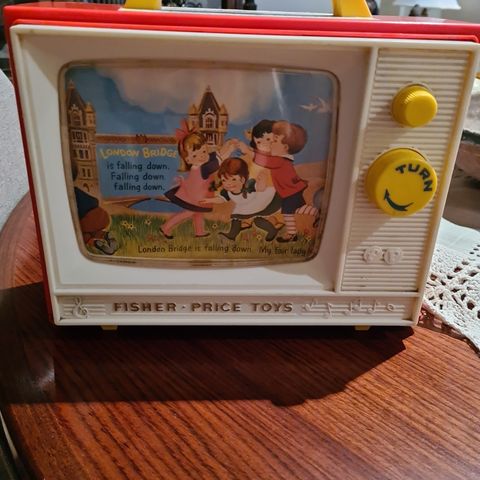 LONDON BRIDGE
is falling down.
Falling down.
falling down.
London Bridge is falling down. My fair lady
TURN
FISHER-PRICE TOYS